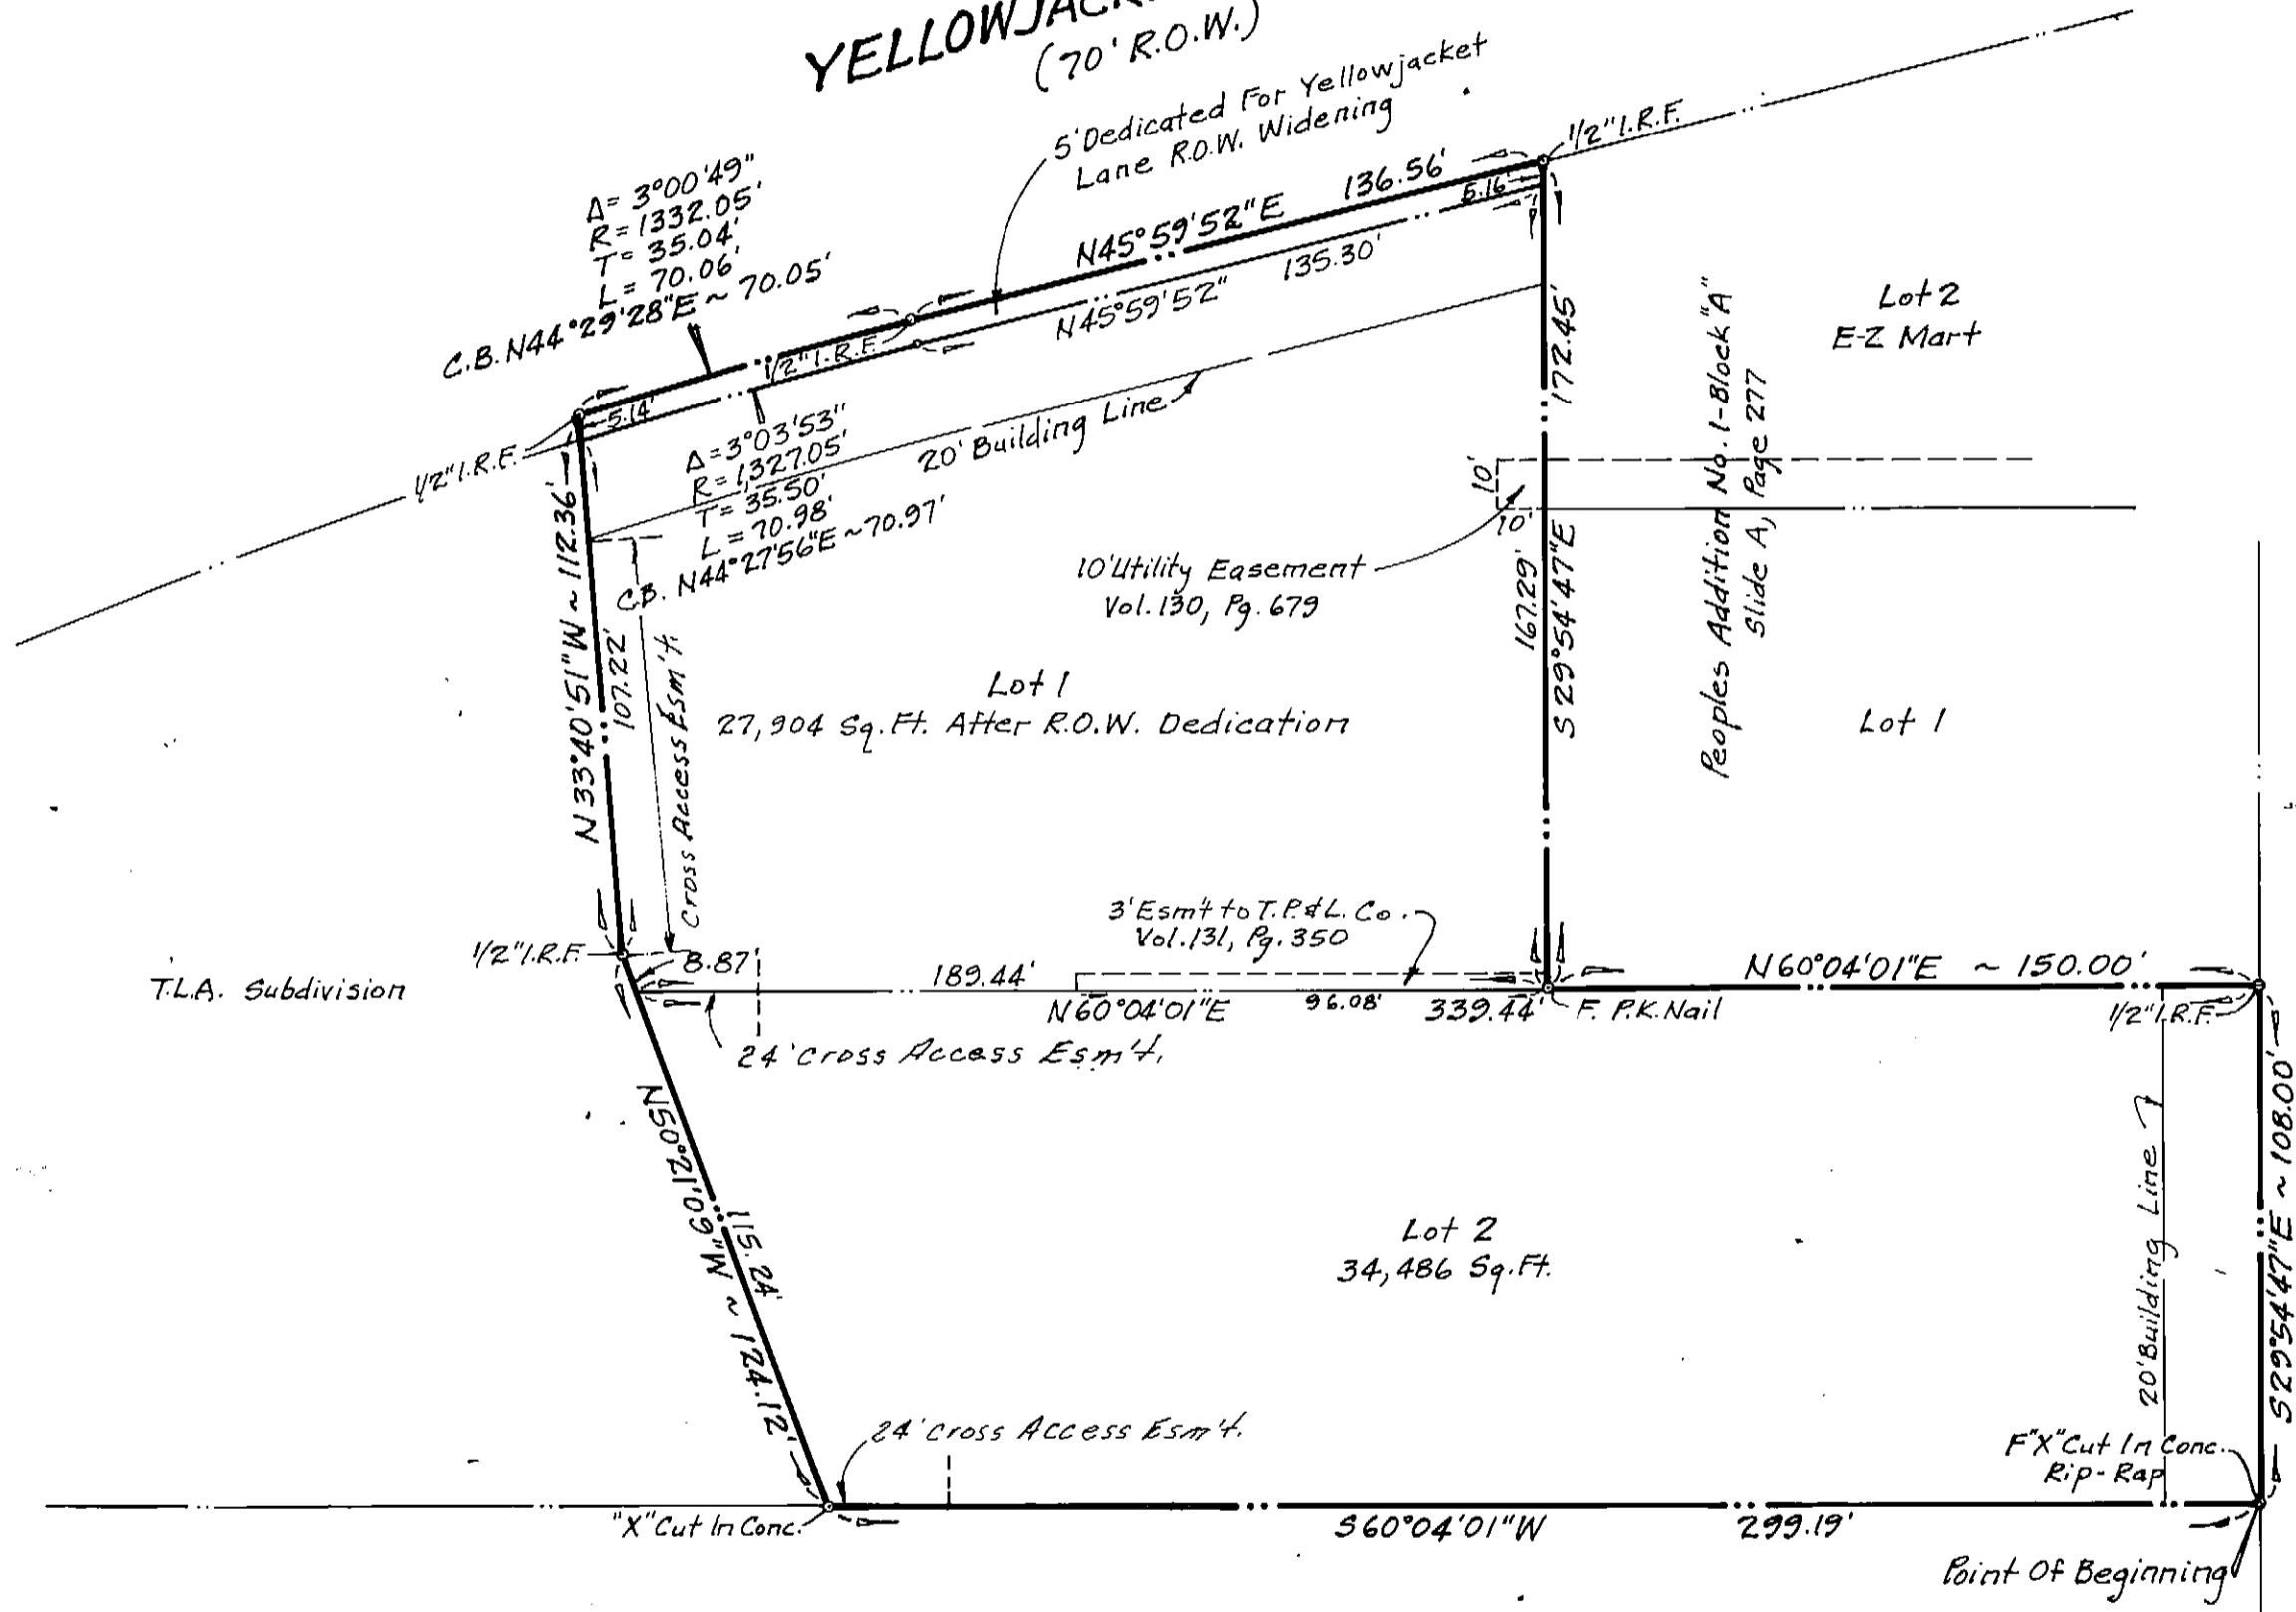 YELLOWJACK
(70' R.O.W.)
5' Dedicated For Yellowjacket
Lane R.O.W. Widening
1/2" I.R.F.
Δ= 3°00'49"
R= 1332.05'
T= 35.04'
L= 70.06'
C.B. N44°29'28"E ~ 70.05'
N45°59'52"E 136.56'
5.16'
N45°59'52" 135.30'
1/2" I.R.F.
5.14'
1/2" I.R.F.
Δ= 3°03'53"
R= 1,327.05'
T= 35.50'
L= 70.98'
C.B. N44°27'56"E ~ 70.97'
20' Building Line
Lot 2
E-Z Mart
172.45'
10'
10'
Peoples Addition No. 1-Block "A"
Slide A, Page 277
10' Utility Easement
Vol. 130, Pg. 679
167.29'
S 29°54'47"E
N 33°40'51"W ~ 112.36'
107.22'
Cross Access Esm't.
Lot 1
27,904 Sq. Ft. After R.O.W. Dedication
Lot 1
3' Esm't to T.P.&L. Co.
Vol. 131, Pg. 350
1/2" I.R.F.
8.87'
T.L.A. Subdivision
189.44'
N60°04'01"E 96.08' 339.44'
F. P.K. Nail
N60°04'01"E ~ 150.00'
1/2" I.R.F.
24' Cross Access Esm't.
N50°21'09"W ~ 124.12'
115.24'
Lot 2
34,486 Sq. Ft.
20' Building Line
S29°54'47"E ~ 108.00'
24' Cross Access Esm't.
F "X" Cut In Conc.
Rip-Rap
"X" Cut In Conc.
S60°04'01"W 299.19'
Point Of Beginning